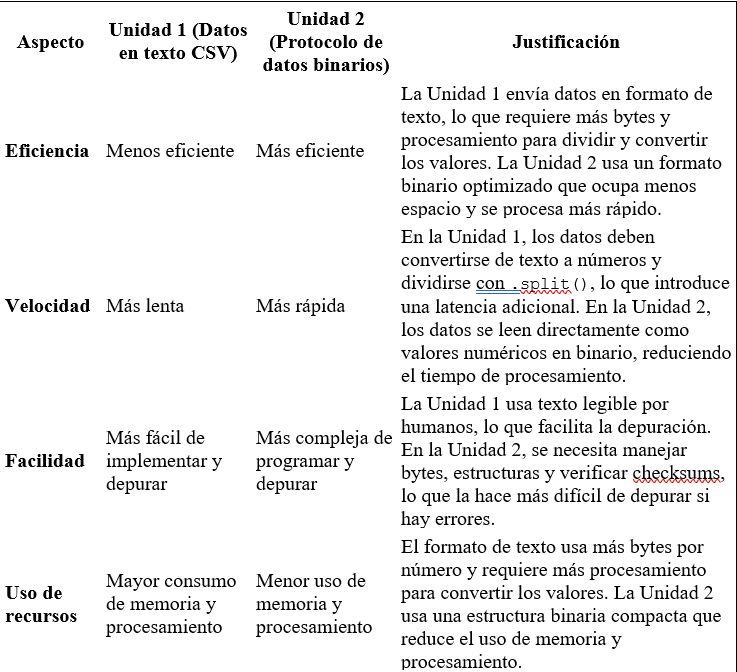 Aspecto
Unidad 1 (Datos
en texto CSV)
Unidad 2
(Protocolo de
datos binarios)
Justificación
Eficiencia
Menos eficiente
Más eficiente
La Unidad 1 envía datos en formato de
texto, lo que requiere más bytes y
procesamiento para dividir y convertir
los valores. La Unidad 2 usa un formato
binario optimizado que ocupa menos
espacio y se procesa más rápido.
Velocidad
Más lenta
Más rápida
En la Unidad 1, los datos deben
convertirse de texto a números y
dividirse con .split(), lo que introduce
una latencia adicional. En la Unidad 2,
los datos se leen directamente como
valores numéricos en binario, reduciendo
el tiempo de procesamiento.
Facilidad
Más fácil de
implementar y
depurar
Más compleja de
programar y
depurar
La Unidad 1 usa texto legible por
humanos, lo que facilita la depuración.
En la Unidad 2, se necesita manejar
bytes, estructuras y verificar checksums,
lo que la hace más difícil de depurar si
hay errores.
Uso de
recursos
Mayor consumo
de memoria y
procesamiento
Menor uso de
memoria y
procesamiento
El formato de texto usa más bytes por
número y requiere más procesamiento
para convertir los valores. La Unidad 2
usa una estructura binaria compacta que
reduce el uso de memoria y
procesamiento.